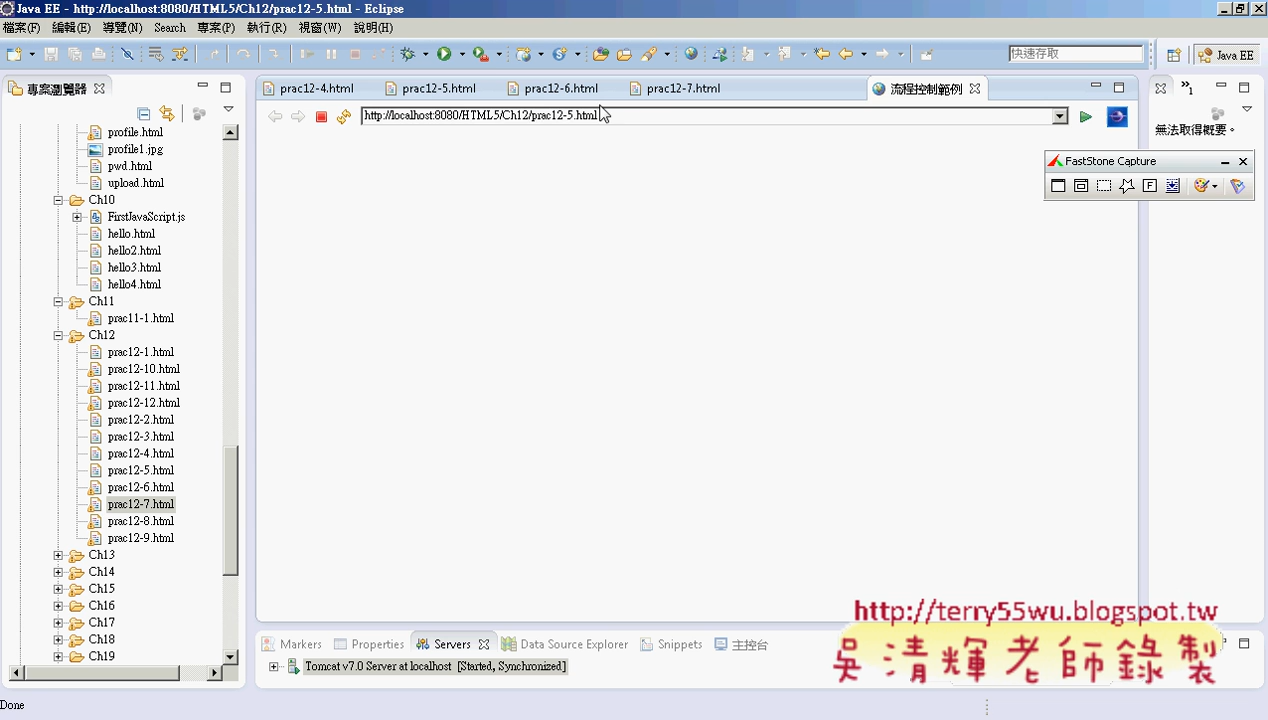 Java EE - http://localhost:8080/HTML5/Ch12/prac12-5.html - Eclipse
檔案(F) 編輯(E) 導覽(N) Search 專案(P) 執行(R) 視窗(W) 說明(H)
快速存取
Java EE
專案瀏覽器
prac12-4.html prac12-5.html prac12-6.html prac12-7.html 流程控制範例
http://localhost:8080/HTML5/Ch12/prac12-5.html
無法取得概要。
FastStone Capture
profile.html
profile1.jpg
pwd.html
upload.html
Ch10
FirstJavaScript.js
hello.html
hello2.html
hello3.html
hello4.html
Ch11
prac11-1.html
Ch12
prac12-1.html
prac12-10.html
prac12-11.html
prac12-12.html
prac12-2.html
prac12-3.html
prac12-4.html
prac12-5.html
prac12-6.html
prac12-7.html
prac12-8.html
prac12-9.html
Ch13
Ch14
Ch15
Ch16
Ch17
Ch18
Ch19
Markers Properties Servers Data Source Explorer Snippets 主控台
Tomcat v7.0 Server at localhost [Started, Synchronized]
http://terry55wu.blogspot.tw
吳清輝老師錄製
Done